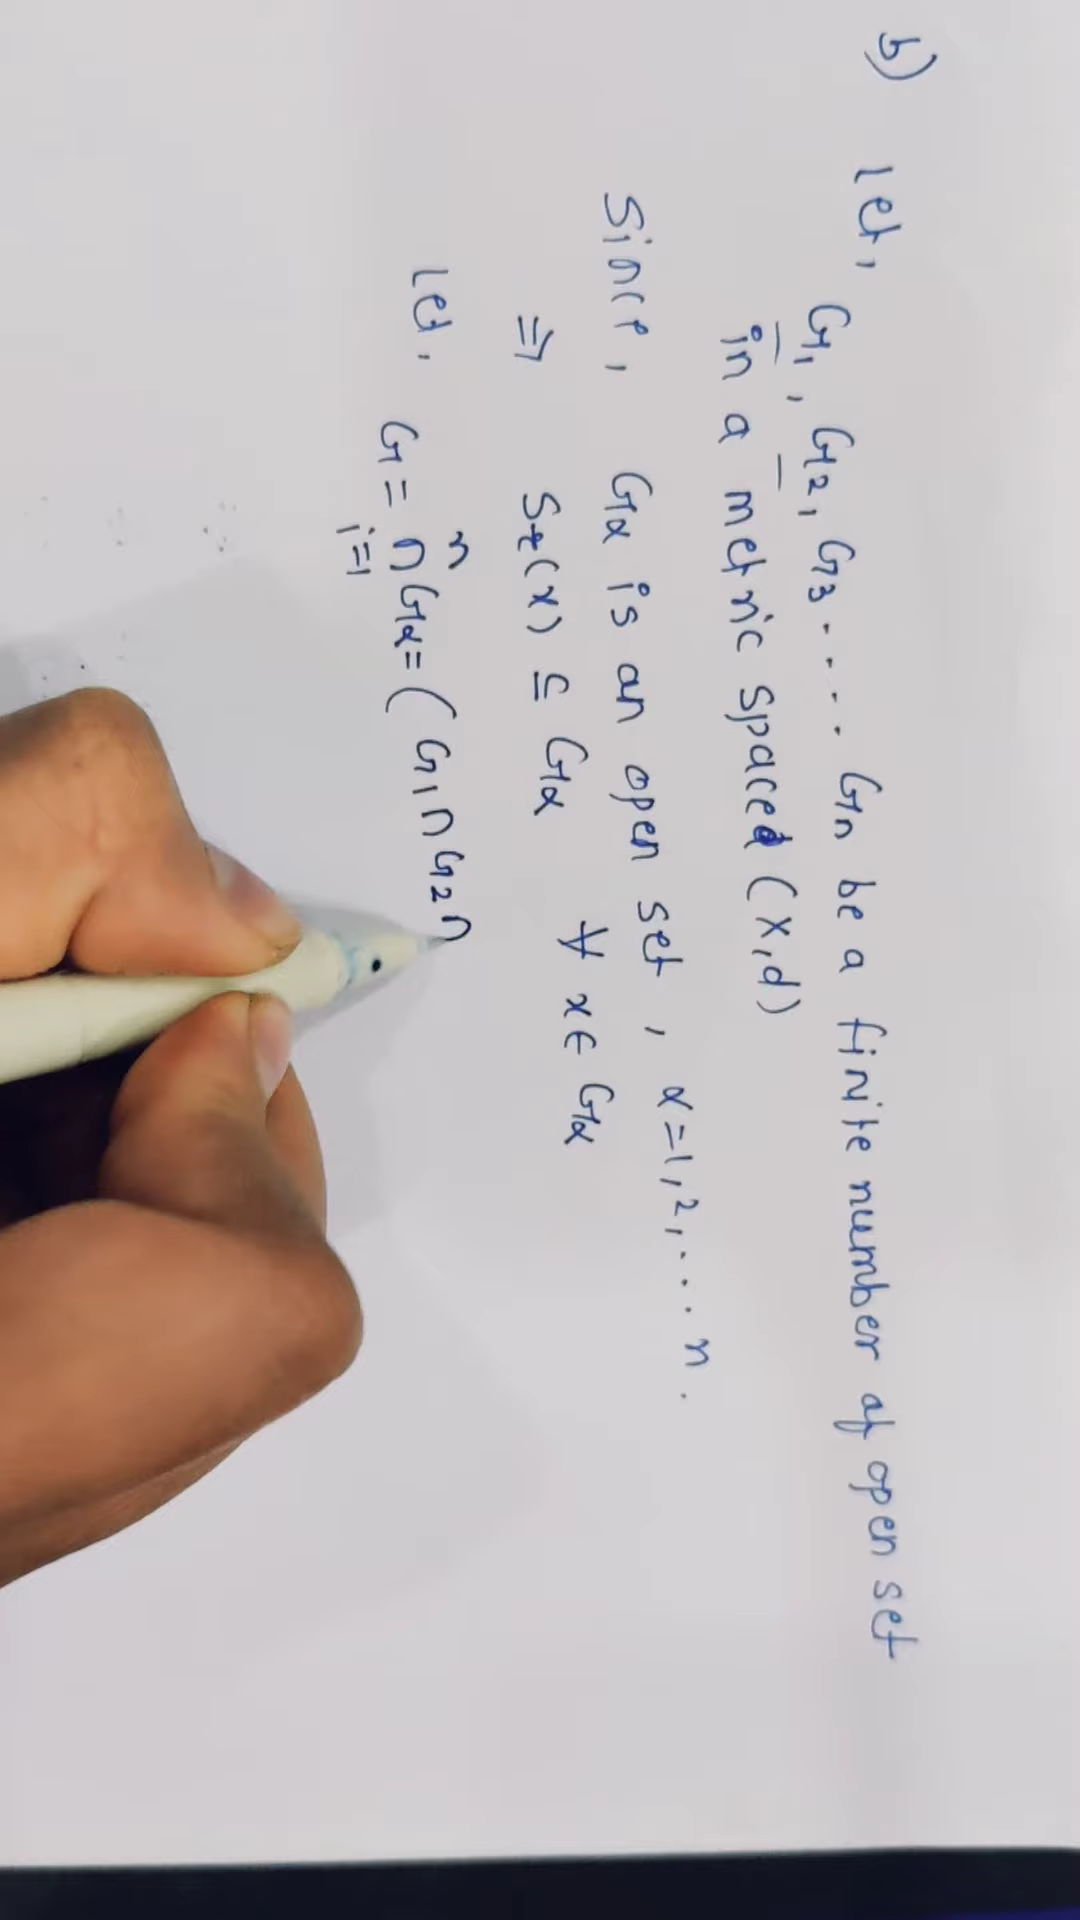 b) Let, G1, G2, G3 .... Gn be a finite number of open set
in a metric space (X,d)
Since, Gα is an open set, α=1,2,...n.
⇒ Sr(x) ⊆ Gα ∀ x∈ Gα
Let, G = ∩ⁿᵢ₌₁ Gα = (G1 ∩ G2 ∩